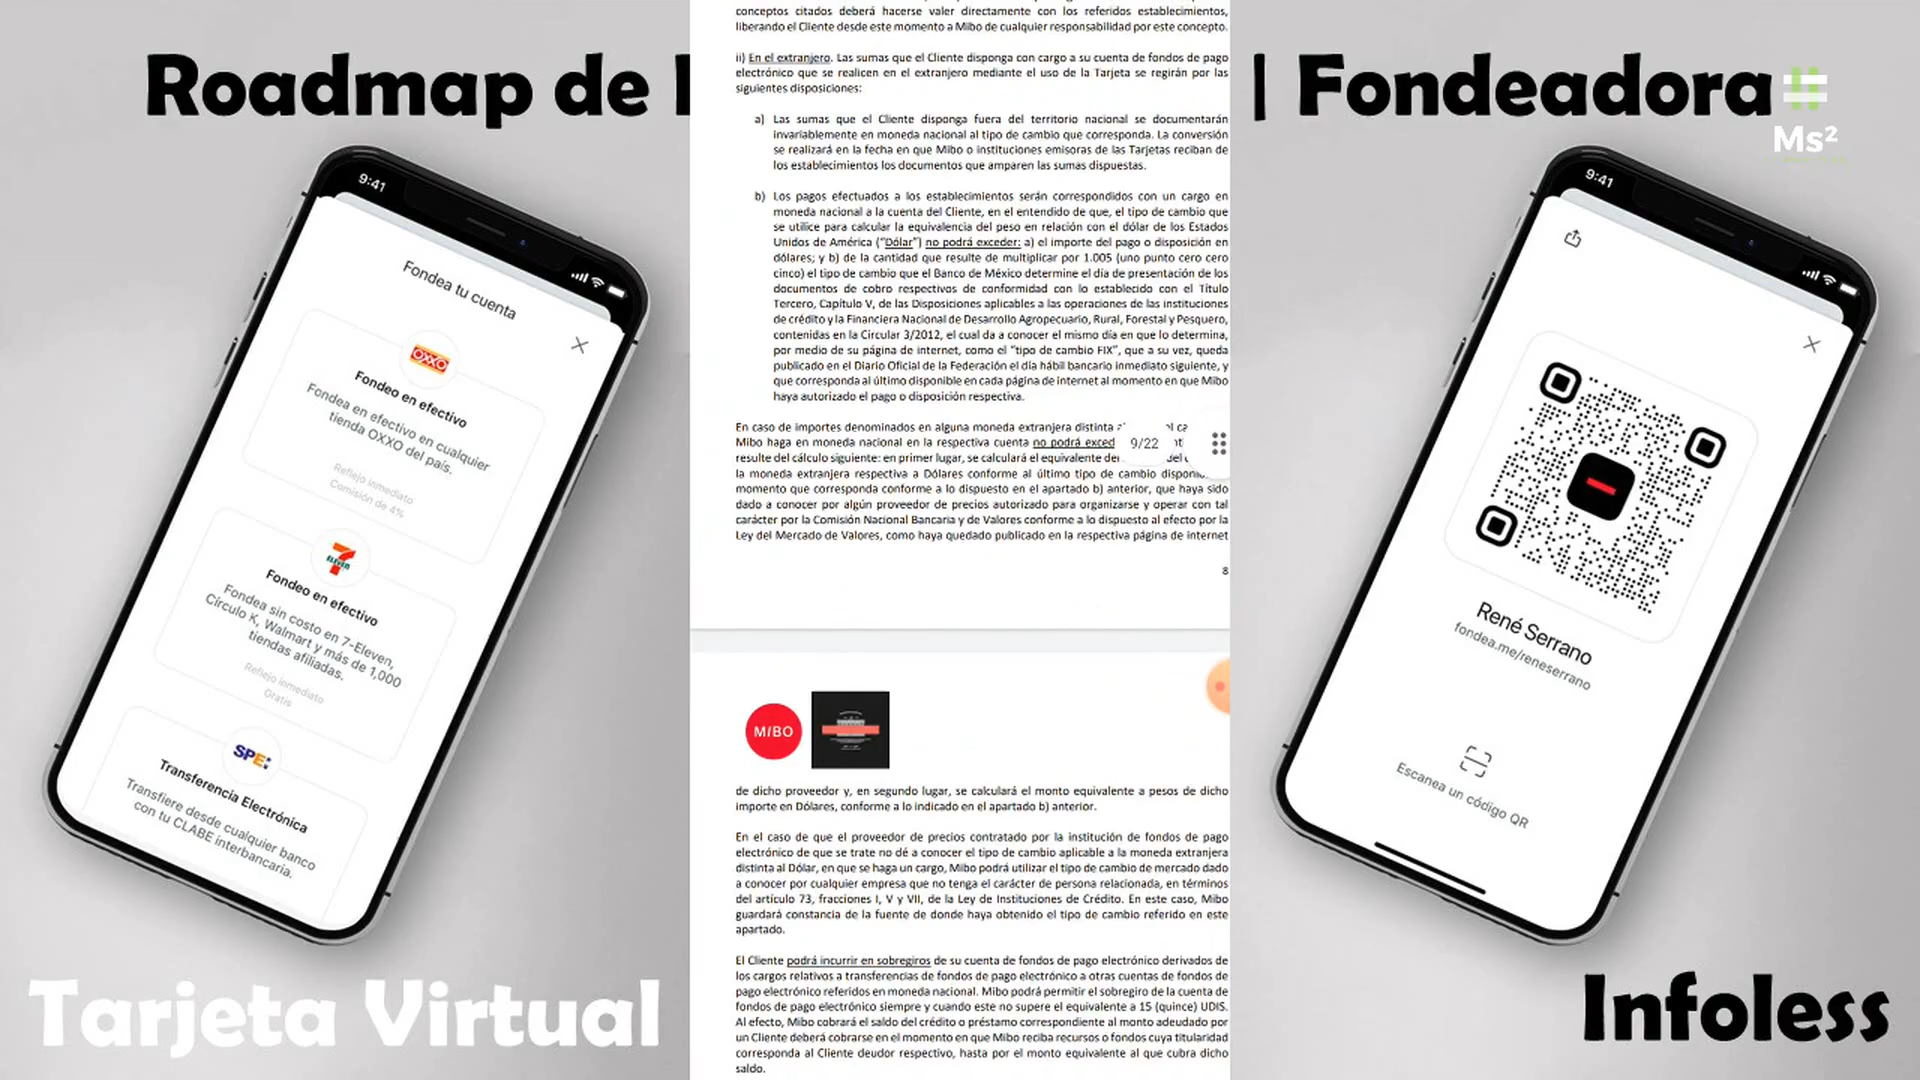 Roadmap de
| Fondeadora
Ms²
9:41
Fondea tu cuenta
OXXO
Fondeo en efectivo
Fondea en efectivo en cualquier
tienda OXXO del país.
Reflejo inmediato
Comisión de 4%
7
ELEVEN
Fondeo en efectivo
Fondea sin costo en 7-Eleven,
Círculo K, Walmart y más de 1,000
tiendas afiliadas.
Reflejo inmediato
Gratis
SPEI
Transferencia Electrónica
Transfiere desde cualquier banco
con tu CLABE interbancaria.
Tarjeta Virtual
conceptos citados deberá hacerse valer directamente con los referidos establecimientos,
liberando el Cliente desde este momento a Mibo de cualquier responsabilidad por este concepto.
ii) En el extranjero. Las sumas que el Cliente disponga con cargo a su cuenta de fondos de pago
electrónico que se realicen en el extranjero mediante el uso de la Tarjeta se regirán por las
siguientes disposiciones:
a) Las sumas que el Cliente disponga fuera del territorio nacional se documentarán
invariablemente en moneda nacional al tipo de cambio que corresponda. La conversión
se realizará en la fecha en que Mibo o instituciones emisoras de las Tarjetas reciban de
los establecimientos los documentos que amparen las sumas dispuestas.
b) Los pagos efectuados a los establecimientos serán correspondidos con un cargo en
moneda nacional a la cuenta del Cliente, en el entendido de que, el tipo de cambio que
se utilice para calcular la equivalencia del peso en relación con el dólar de los Estados
Unidos de América (“Dólar”) no podrá exceder: a) el importe del pago o disposición en
dólares; y b) de la cantidad que resulte de multiplicar por 1.005 (uno punto cero cero
cinco) el tipo de cambio que el Banco de México determine el día de presentación de los
documentos de cobro respectivos de conformidad con lo establecido con el Título
Tercero, Capítulo V, de las Disposiciones aplicables a las operaciones de las instituciones
de crédito y la Financiera Nacional de Desarrollo Agropecuario, Rural, Forestal y Pesquero,
contenidas en la Circular 3/2012, el cual da a conocer el mismo día en que lo determina,
por medio de su página de internet, como el “tipo de cambio FIX”, que a su vez, queda
publicado en el Diario Oficial de la Federación el día hábil bancario inmediato siguiente, y
que corresponda al último disponible en cada página de internet al momento en que Mibo
haya autorizado el pago o disposición respectiva.
En caso de importes denominados en alguna moneda extranjera distinta
Mibo haga en moneda nacional en la respectiva cuenta no podrá exced
9/22
resulte del cálculo siguiente: en primer lugar, se calculará el equivalente
la moneda extranjera respectiva a Dólares conforme al último tipo de cambio
momento que corresponda conforme a lo dispuesto en el apartado b) anterior, que haya sido
dado a conocer por algún proveedor de precios autorizado para organizarse y operar con tal
carácter por la Comisión Nacional Bancaria y de Valores conforme a lo dispuesto al efecto por la
Ley del Mercado de Valores, como haya quedado publicado en la respectiva página de internet
8
MIBO
de dicho proveedor y, en segundo lugar, se calculará el monto equivalente a pesos de dicho
importe en Dólares, conforme a lo indicado en el apartado b) anterior.
En el caso de que el proveedor de precios contratado por la institución de fondos de pago
electrónico de que se trate no dé a conocer el tipo de cambio aplicable a la moneda extranjera
distinta al Dólar, en que se haga un cargo, Mibo podrá utilizar el tipo de cambio de mercado dado
a conocer por cualquier empresa que no tenga el carácter de persona relacionada, en términos
del artículo 73, fracciones I, V y VII, de la Ley de Instituciones de Crédito. En este caso, Mibo
guardará constancia de la fuente de donde haya obtenido el tipo de cambio referido en este
apartado.
El Cliente podrá incurrir en sobregiros de su cuenta de fondos de pago electrónico derivados de
los cargos relativos a transferencias de fondos de pago electrónico a otras cuentas de fondos de
pago electrónico referidos en moneda nacional. Mibo podrá permitir el sobregiro de la cuenta de
fondos de pago electrónico siempre y cuando este no supere el equivalente a 15 (quince) UDIS.
Al efecto, Mibo cobrará el saldo del crédito o préstamo correspondiente al monto adeudado por
un Cliente deberá cobrarse en el momento en que Mibo reciba recursos o fondos cuya titularidad
corresponda al Cliente deudor respectivo, hasta por el monto equivalente al que cubra dicho
saldo.
9:41
René Serrano
fondea.me/reneserrano
Escanea un código QR
Infoless